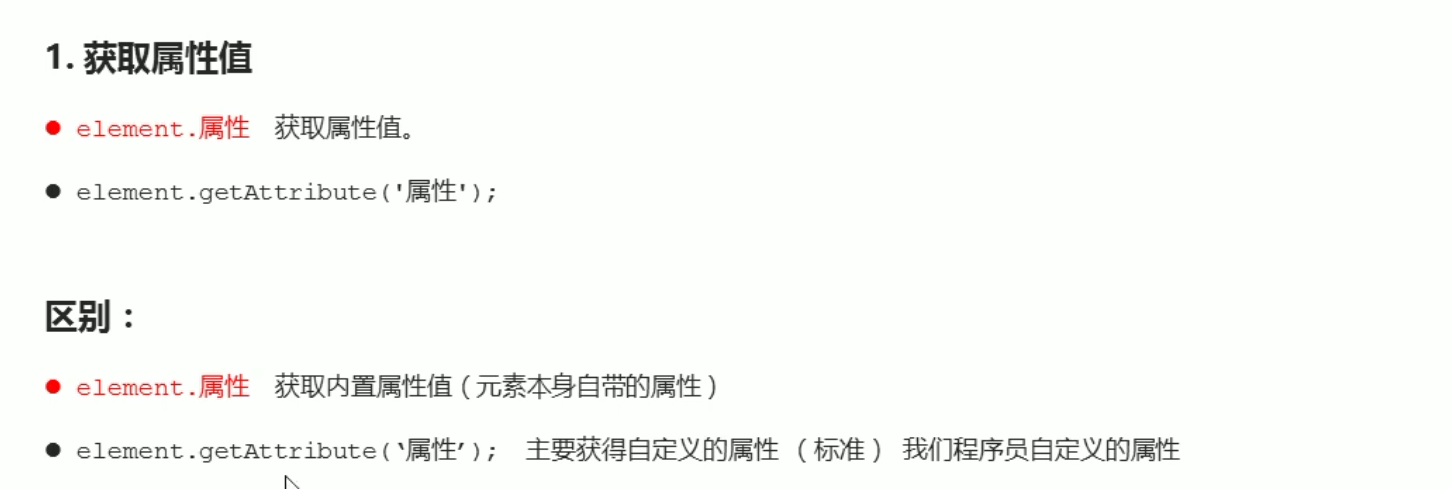 1. 获取属性值
● element.属性 获取属性值。
● element.getAttribute('属性');
区别：
● element.属性 获取内置属性值（元素本身自带的属性）
● element.getAttribute(‘属性’); 主要获得自定义的属性 （标准） 我们程序员自定义的属性